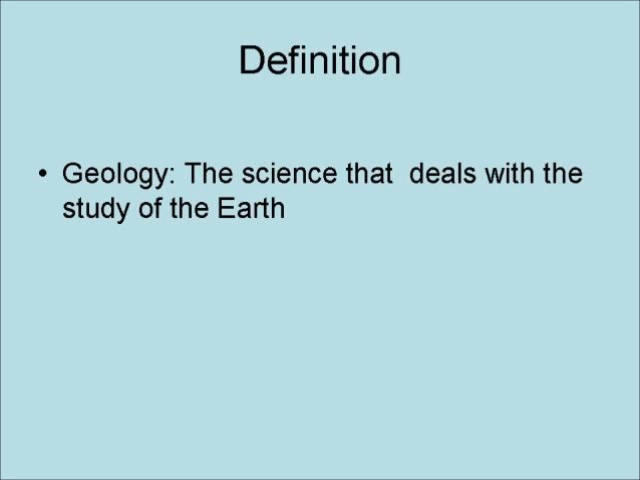 Definition
• Geology: The science that  deals with the
study of the Earth